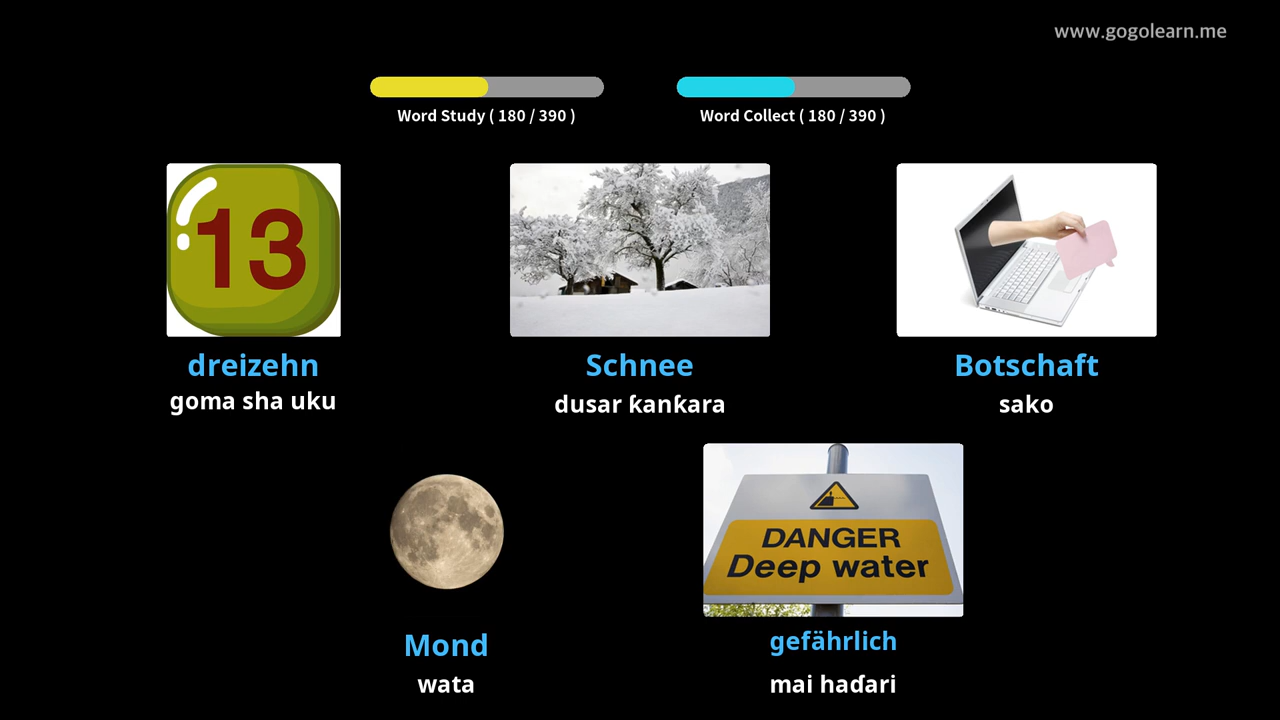 www.gogolearn.me
Word Study ( 180 / 390 )
Word Collect ( 180 / 390 )
13
dreizehn
goma sha uku
Schnee
dusar ƙanƙara
Botschaft
sako
Mond
wata
DANGER
Deep water
gefährlich
mai haɗari